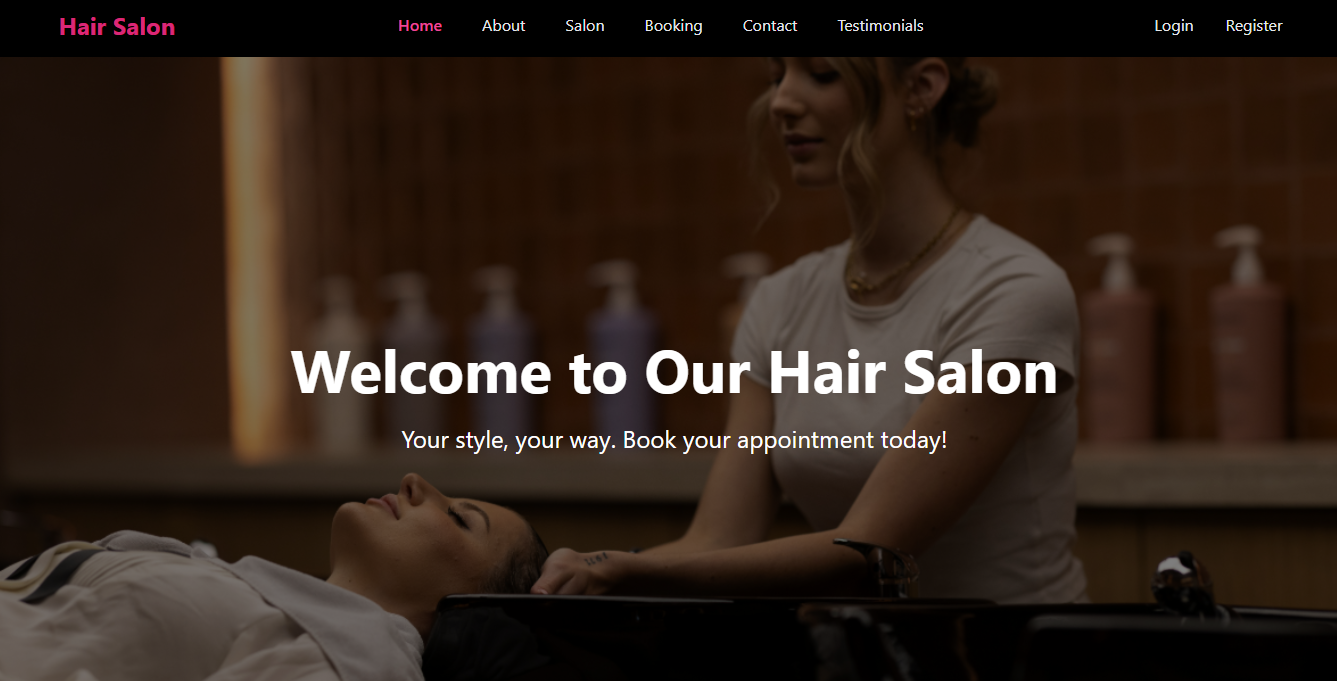 Hair Salon
Home About Salon Booking Contact Testimonials
Login Register
Welcome to Our Hair Salon
Your style, your way. Book your appointment today!